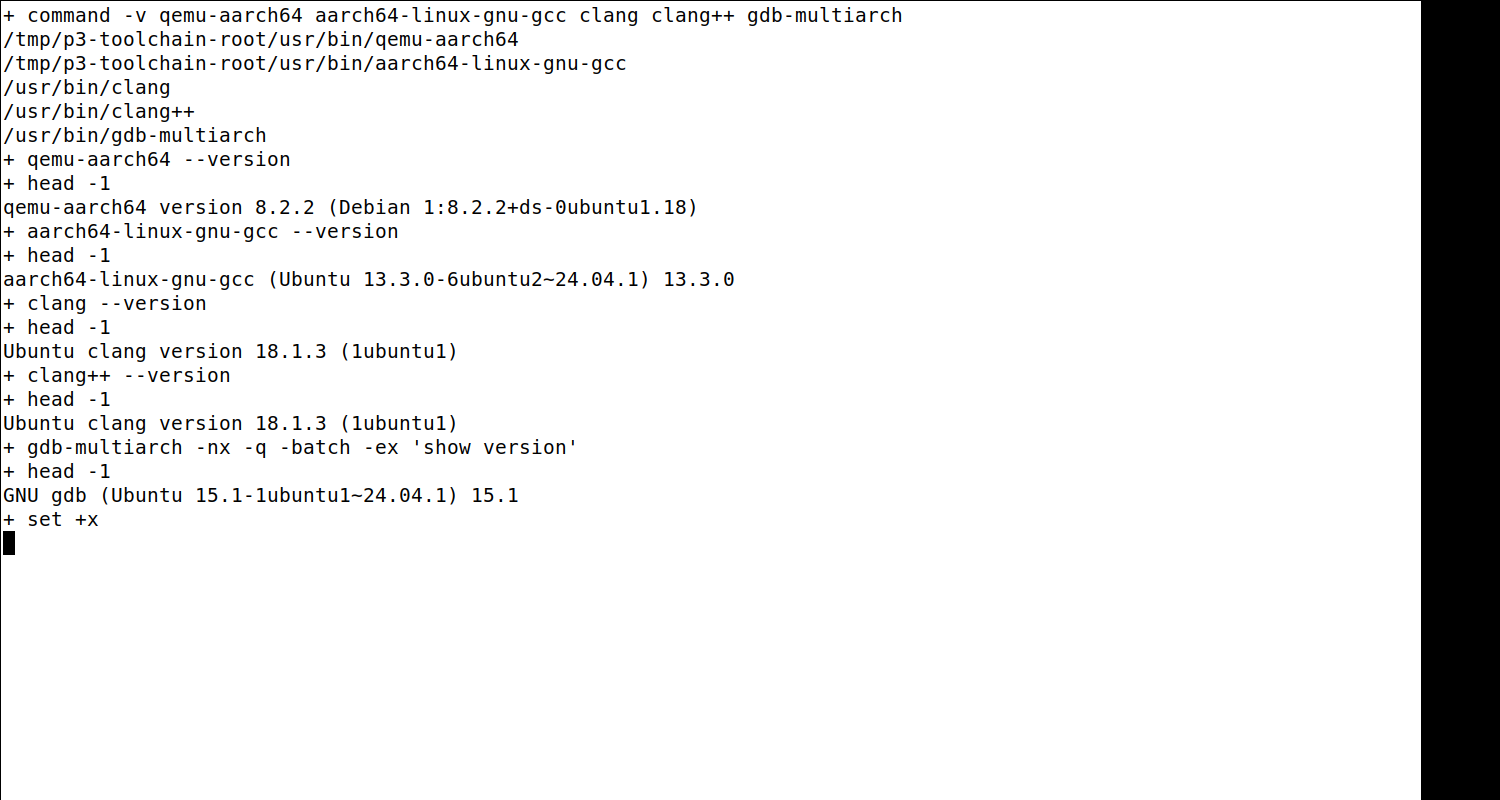 + command -v qemu-aarch64 aarch64-linux-gnu-gcc clang clang++ gdb-multiarch
/tmp/p3-toolchain-root/usr/bin/qemu-aarch64
/tmp/p3-toolchain-root/usr/bin/aarch64-linux-gnu-gcc
/usr/bin/clang
/usr/bin/clang++
/usr/bin/gdb-multiarch
+ qemu-aarch64 --version
+ head -1
qemu-aarch64 version 8.2.2 (Debian 1:8.2.2+ds-0ubuntu1.18)
+ aarch64-linux-gnu-gcc --version
+ head -1
aarch64-linux-gnu-gcc (Ubuntu 13.3.0-6ubuntu2~24.04.1) 13.3.0
+ clang --version
+ head -1
Ubuntu clang version 18.1.3 (1ubuntu1)
+ clang++ --version
+ head -1
Ubuntu clang version 18.1.3 (1ubuntu1)
+ gdb-multiarch -nx -q -batch -ex 'show version'
+ head -1
GNU gdb (Ubuntu 15.1-1ubuntu1~24.04.1) 15.1
+ set +x